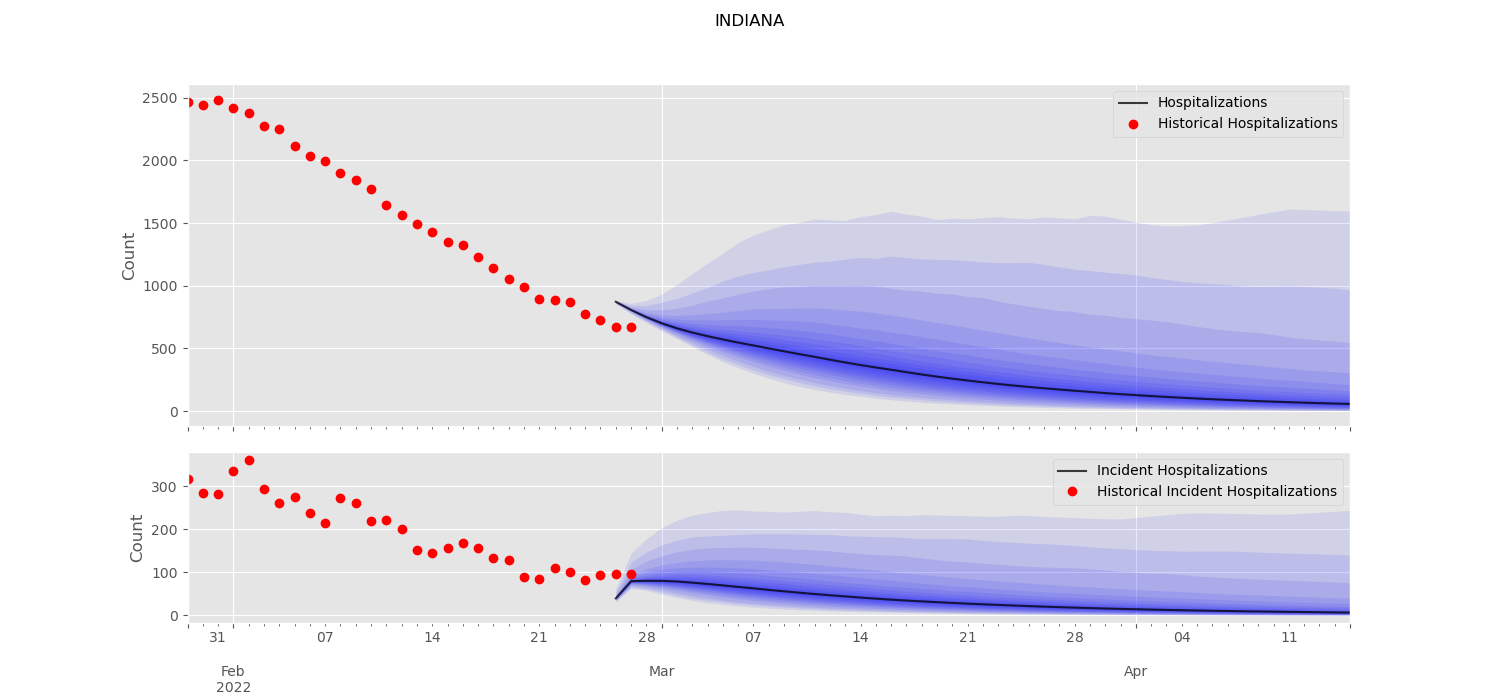 INDIANA
2500
2000
1500
1000
500
0
Count
Hospitalizations
Historical Hospitalizations
300
200
100
0
Count
Incident Hospitalizations
Historical Incident Hospitalizations
31 07 14 21 28 07 14 21 28 04 11
Feb Mar Apr
2022